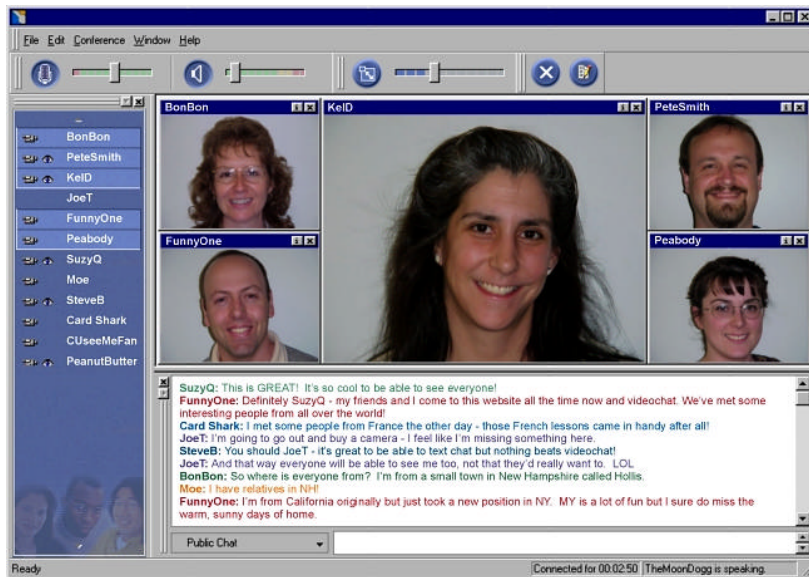 File Edit Conference Window Help
BonBon
PeteSmith
KelD
JoeT
FunnyOne
Peabody
SuzyQ
Moe
SteveB
Card Shark
CUseeMeFan
PeanutButter
BonBon
KelD
PeteSmith
FunnyOne
Peabody
SuzyQ: This is GREAT! It's so cool to be able to see everyone!
FunnyOne: Definitely SuzyQ - my friends and I come to this website all the time now and videochat. We've met some
interesting people from all over the world!
Card Shark: I met some people from France the other day - those French lessons came in handy after all!
JoeT: I'm going to go out and buy a camera - I feel like I'm missing something here.
SteveB: You should JoeT - it's great to be able to text chat but nothing beats videochat!
JoeT: And that way everyone will be able to see me too, not that they'd really want to. LOL
BonBon: So where is everyone from? I'm from a small town in New Hampshire called Hollis.
Moe: I have relatives in NH!
FunnyOne: I'm from California originally but just took a new position in NY. MY is a lot of fun but I sure do miss the
warm, sunny days of home.
Public Chat
Ready
Connected for 00:02:50
TheMoonDogg is speaking.